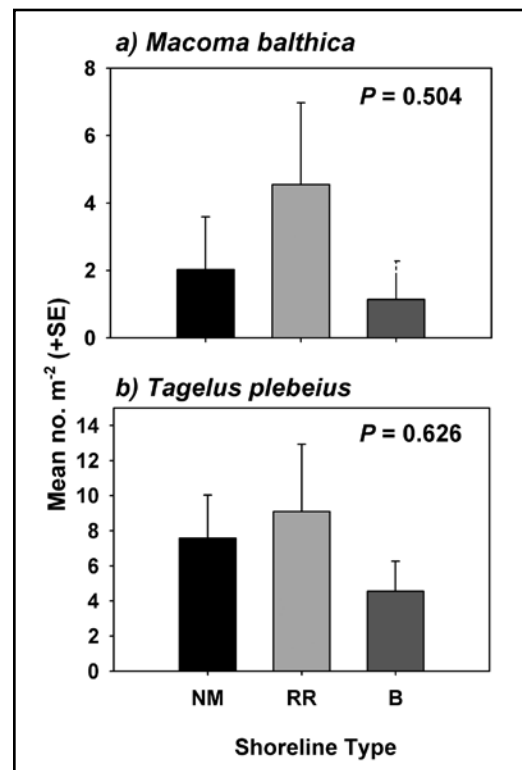 a) Macoma balthica
8
P = 0.504
6
4
2
0
Mean no. m⁻² (+SE)
b) Tagelus plebeius
14
P = 0.626
12
10
8
6
4
2
0
NM RR B
Shoreline Type